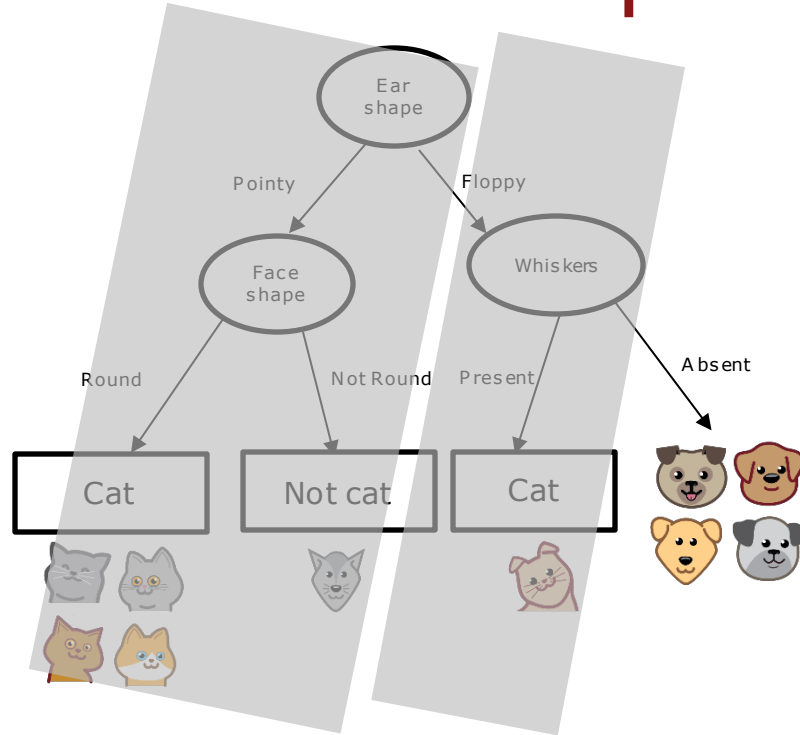 Ear
shape
Pointy
Floppy
Face
shape
Whiskers
Round
Not Round
Present
Absent
Cat
Not cat
Cat